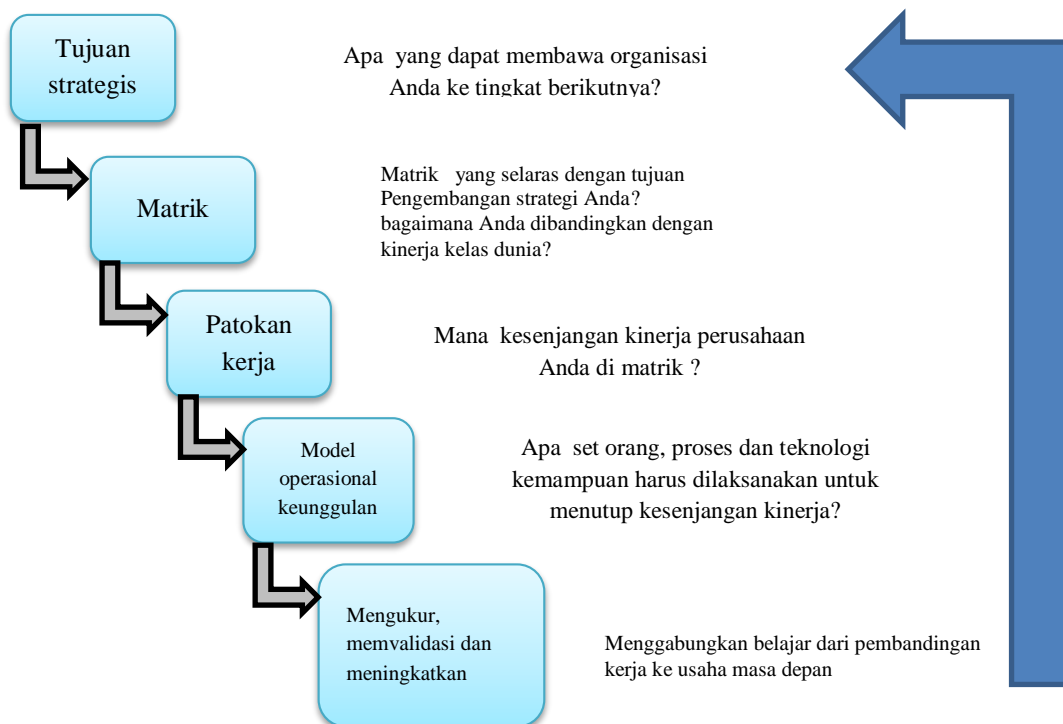 Tujuan
strategis
Apa yang dapat membawa organisasi
Anda ke tingkat berikutnya?
Matrik
Matrik yang selaras dengan tujuan
Pengembangan strategi Anda?
bagaimana Anda dibandingkan dengan
kinerja kelas dunia?
Patokan
kerja
Mana kesenjangan kinerja perusahaan
Anda di matrik ?
Model
operasional
keunggulan
Apa set orang, proses dan teknologi
kemampuan harus dilaksanakan untuk
menutup kesenjangan kinerja?
Mengukur,
memvalidasi dan
meningkatkan
Menggabungkan belajar dari pembandingan
kerja ke usaha masa depan